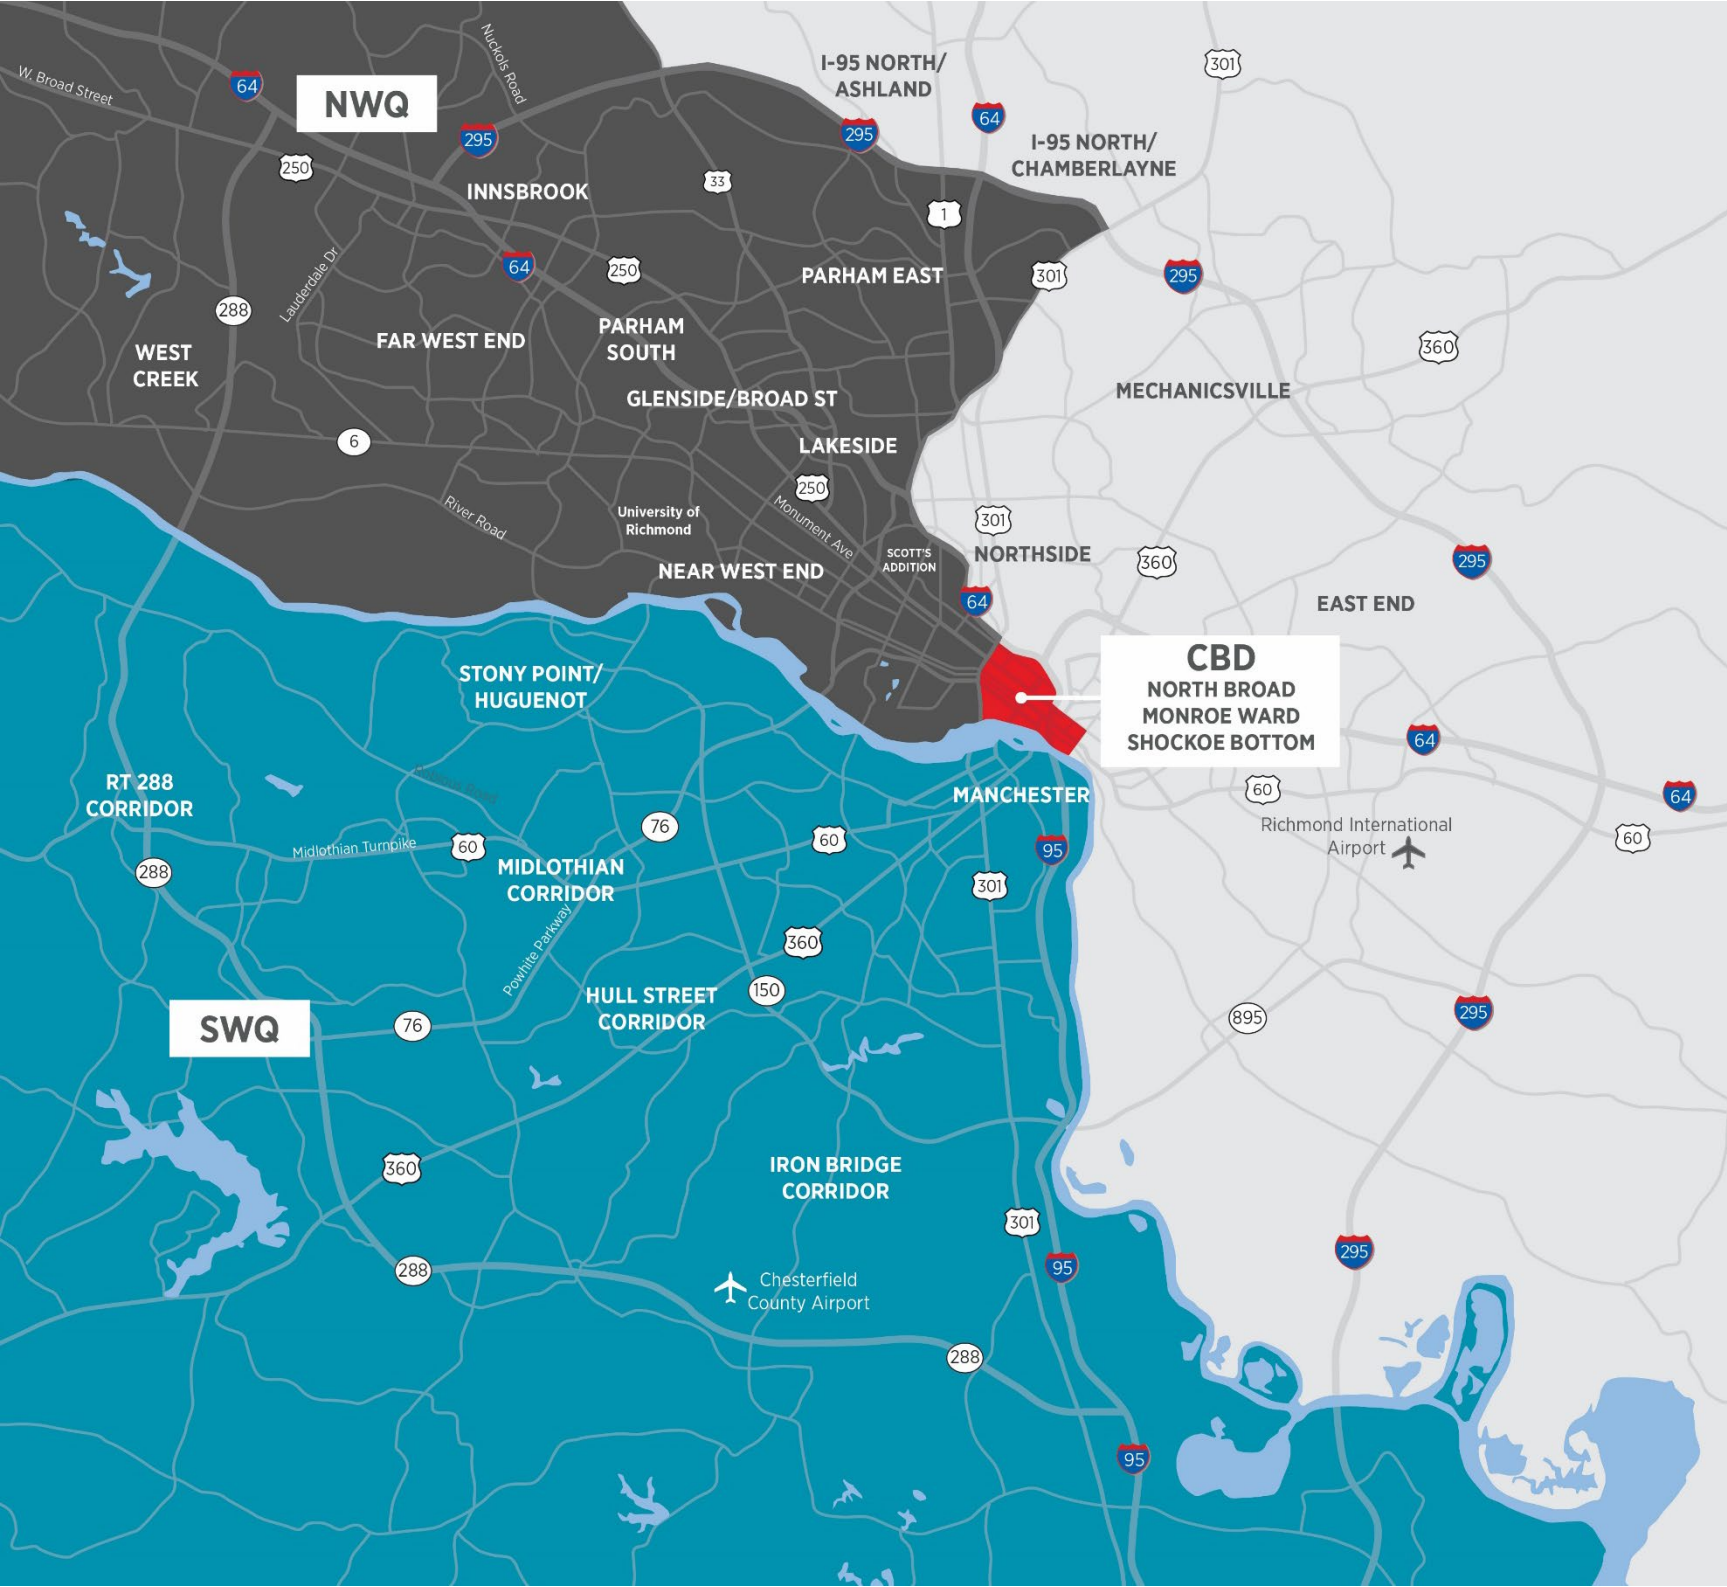 I-95 NORTH/
ASHLAND
301
Nuckols Road
W. Broad Street
64
NWQ
295
295
64
I-95 NORTH/
CHAMBERLAYNE
250
INNSBROOK
33
1
64
250
PARHAM EAST
301
295
288
Lauderdale Dr
WEST
CREEK
FAR WEST END
PARHAM
SOUTH
360
GLENSIDE/BROAD ST
MECHANICSVILLE
6
LAKESIDE
250
River Road
University of
Richmond
Monument Ave
301
NEAR WEST END
SCOTT'S
ADDITION
NORTHSIDE
360
295
64
EAST END
CBD
NORTH BROAD
MONROE WARD
SHOCKOE BOTTOM
STONY POINT/
HUGUENOT
64
RT 288
CORRIDOR
MANCHESTER
60
64
288
Midlothian Turnpike
60
76
60
95
Richmond International
Airport
60
MIDLOTHIAN
CORRIDOR
301
Powhite Parkway
360
HULL STREET
CORRIDOR
150
SWQ
76
895
295
360
IRON BRIDGE
CORRIDOR
301
295
288
95
Chesterfield
County Airport
288
95